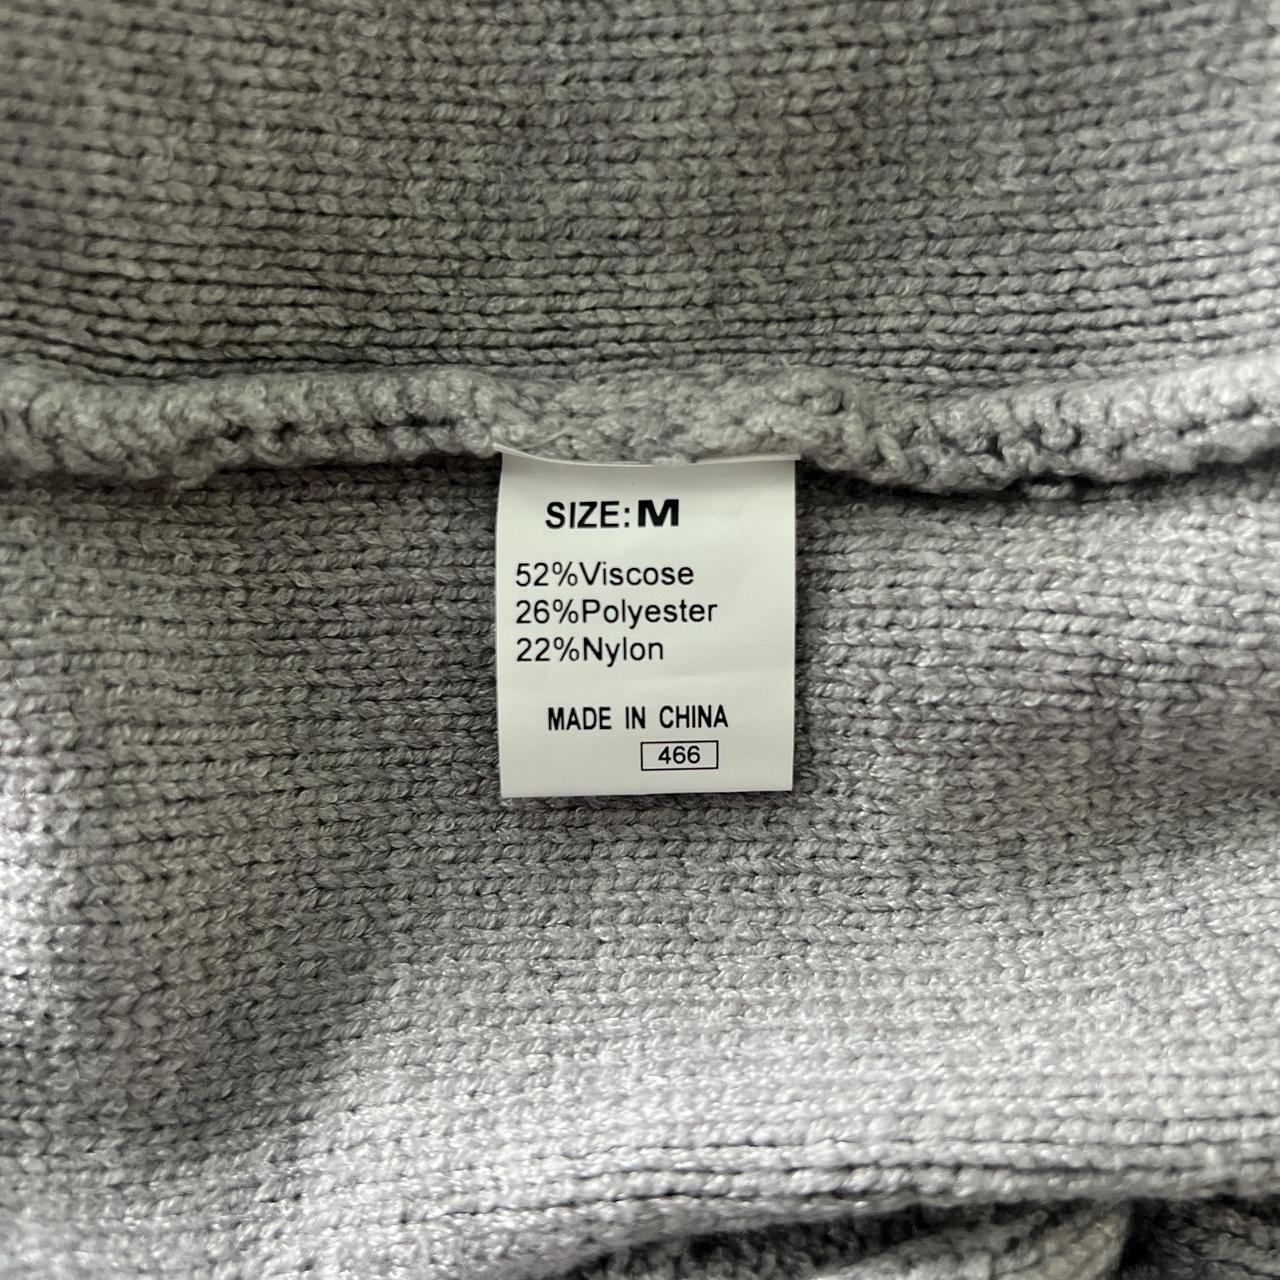 SIZE:M
52%Viscose
26%Polyester
22%Nylon
MADE IN CHINA
466